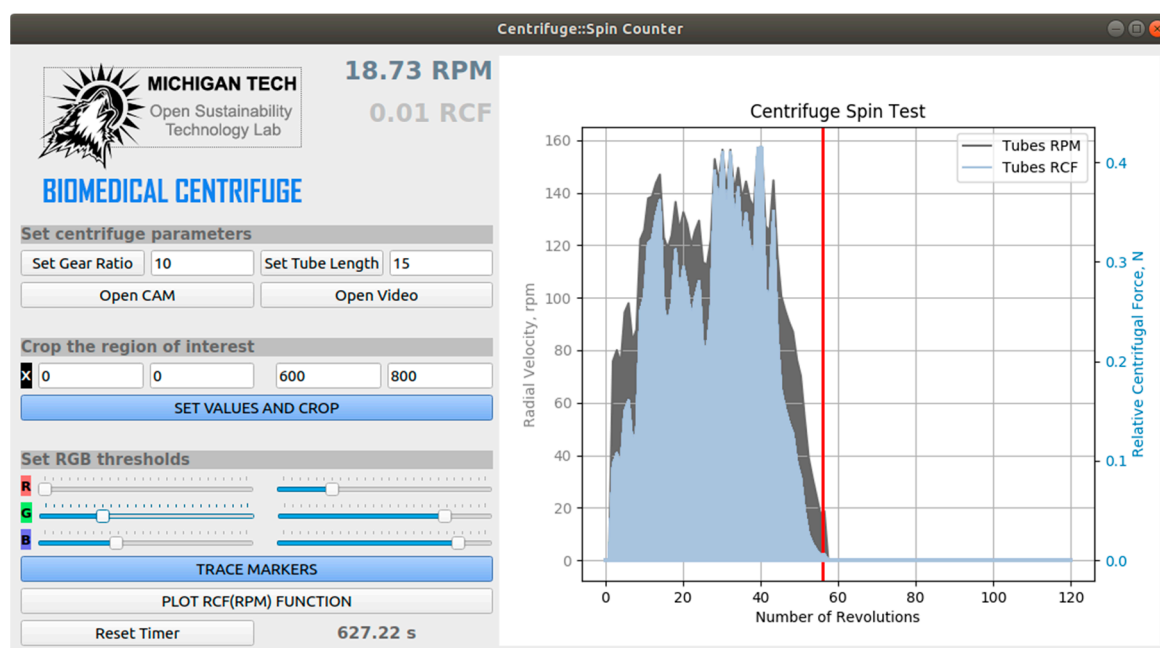 Centrifuge::Spin Counter
MICHIGAN TECH
Open Sustainability
Technology Lab
BIOMEDICAL CENTRIFUGE
18.73 RPM
0.01 RCF
Set centrifuge parameters
Set Gear Ratio 10 Set Tube Length 15
Open CAM Open Video
Crop the region of interest
X 0 0 600 800
SET VALUES AND CROP
Set RGB thresholds
R
G
B
TRACE MARKERS
PLOT RCF(RPM) FUNCTION
Reset Timer 627.22 s
Centrifuge Spin Test
Tubes RPM
Tubes RCF
Radial Velocity, rpm
160
140
120
100
80
60
40
20
0
0.4
0.3
0.2
0.1
0.0
Relative Centrifugal Force, N
0 20 40 60 80 100 120
Number of Revolutions